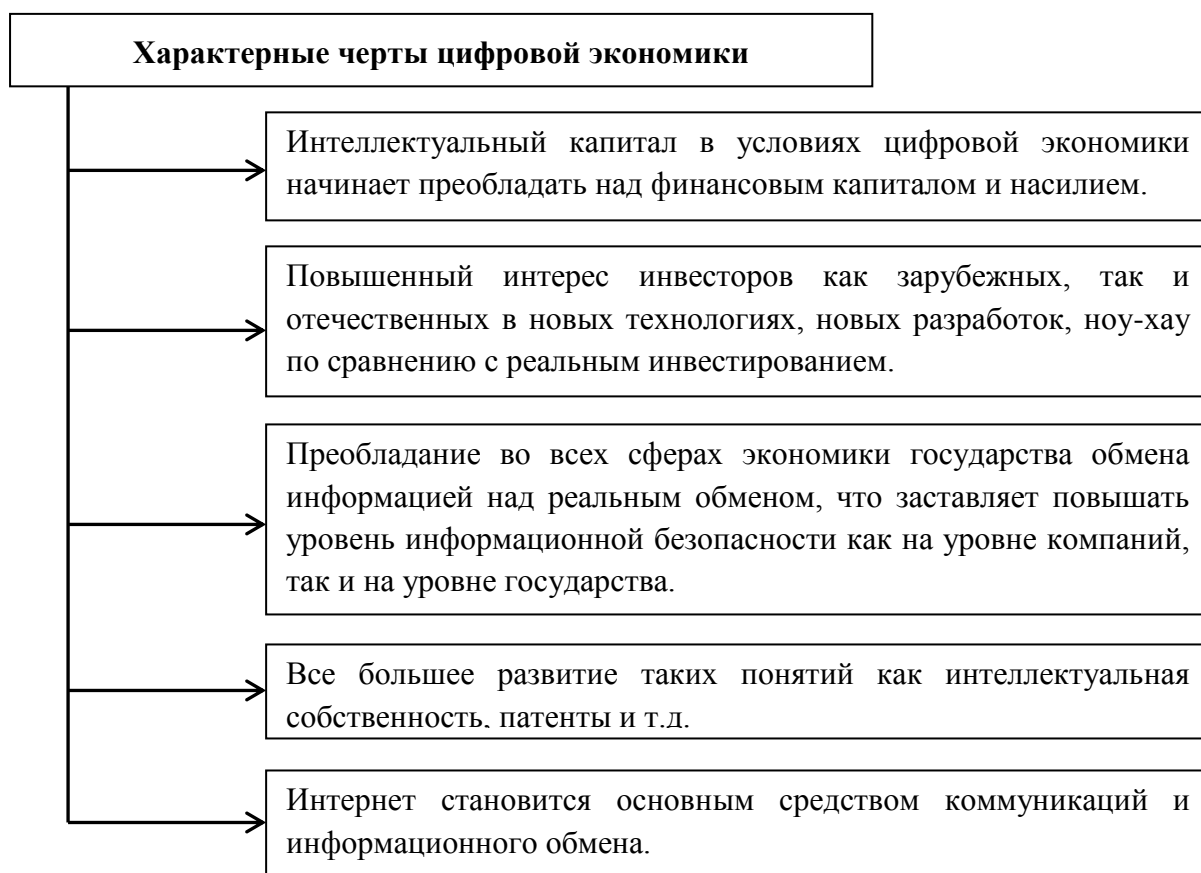 Характерные черты цифровой экономики
Интеллектуальный капитал в условиях цифровой экономики
начинает преобладать над финансовым капиталом и насилием.
Повышенный интерес инвесторов как зарубежных, так и
отечественных в новых технологиях, новых разработок, ноу-хау
по сравнению с реальным инвестированием.
Преобладание во всех сферах экономики государства обмена
информацией над реальным обменом, что заставляет повышать
уровень информационной безопасности как на уровне компаний,
так и на уровне государства.
Все большее развитие таких понятий как интеллектуальная
собственность, патенты и т.д.
Интернет становится основным средством коммуникаций и
информационного обмена.